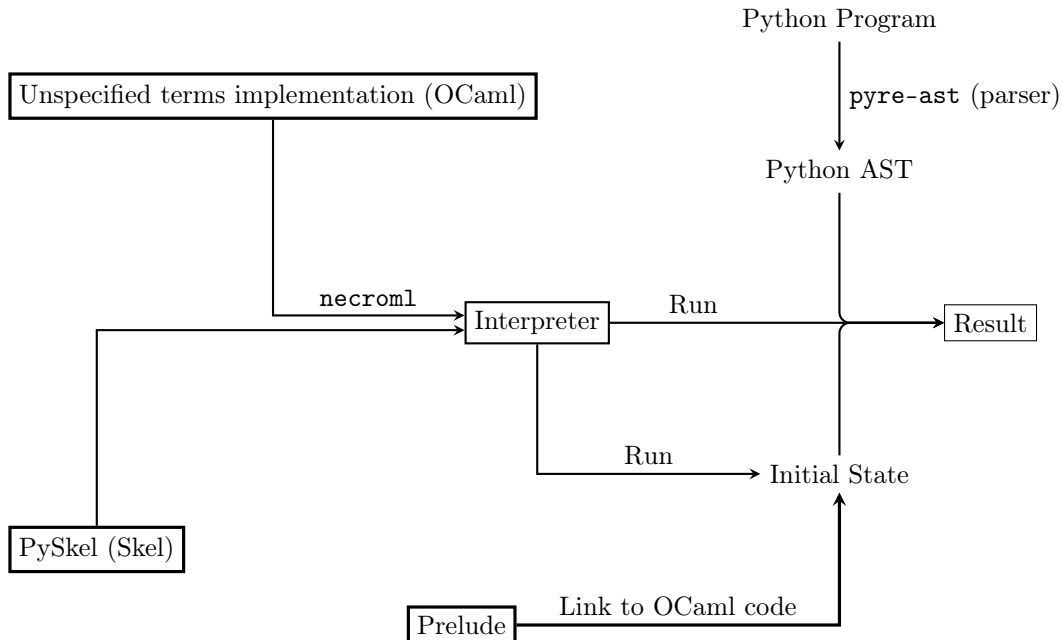 Python Program
Unspecified terms implementation (OCaml)
pyre-ast (parser)
Python AST
necroml
Interpreter
Run
Result
Run
Initial State
PySkel (Skel)
Link to OCaml code
Prelude